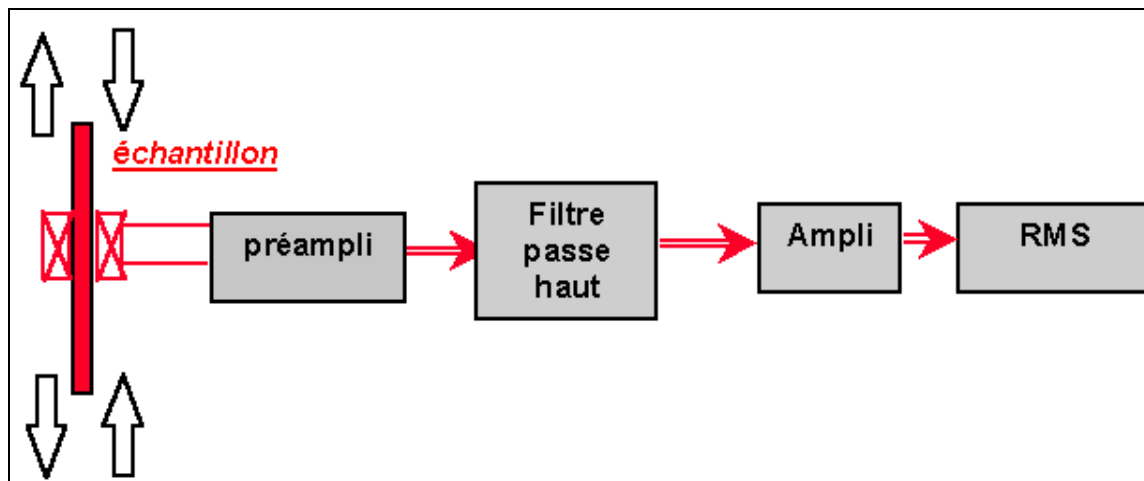 échantillon
préampli
Filtre
passe
haut
Ampli
RMS